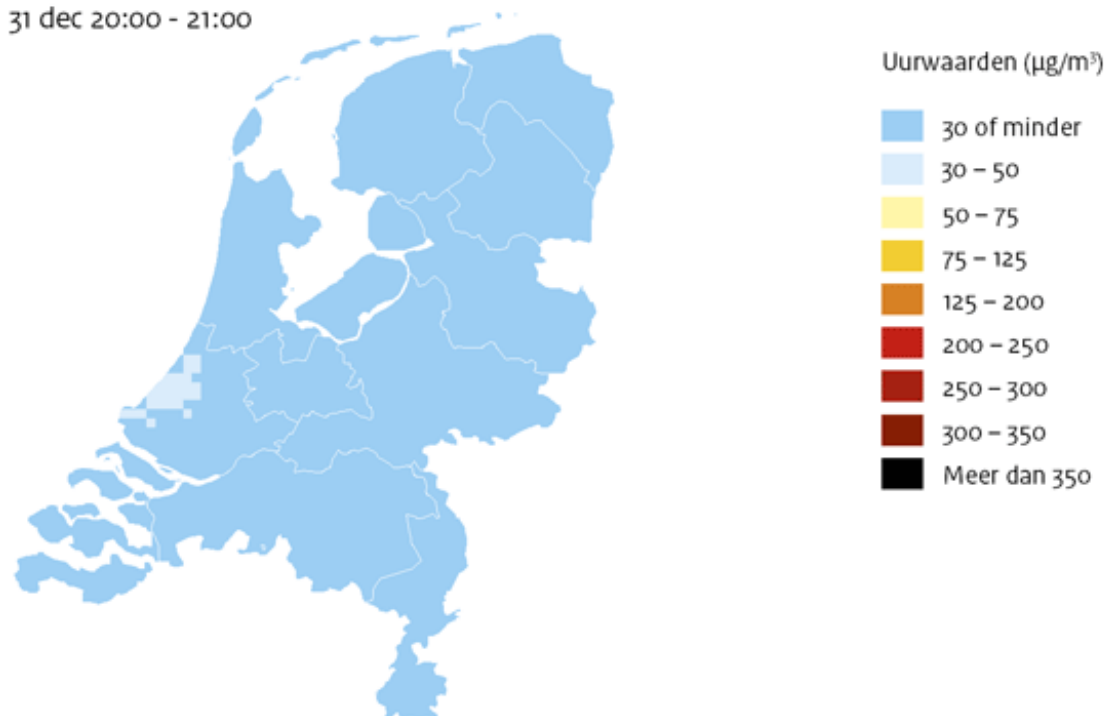 31 dec 20:00 - 21:00
Uurwaarden (µg/m³)
30 of minder
30 – 50
50 – 75
75 – 125
125 – 200
200 – 250
250 – 300
300 – 350
Meer dan 350